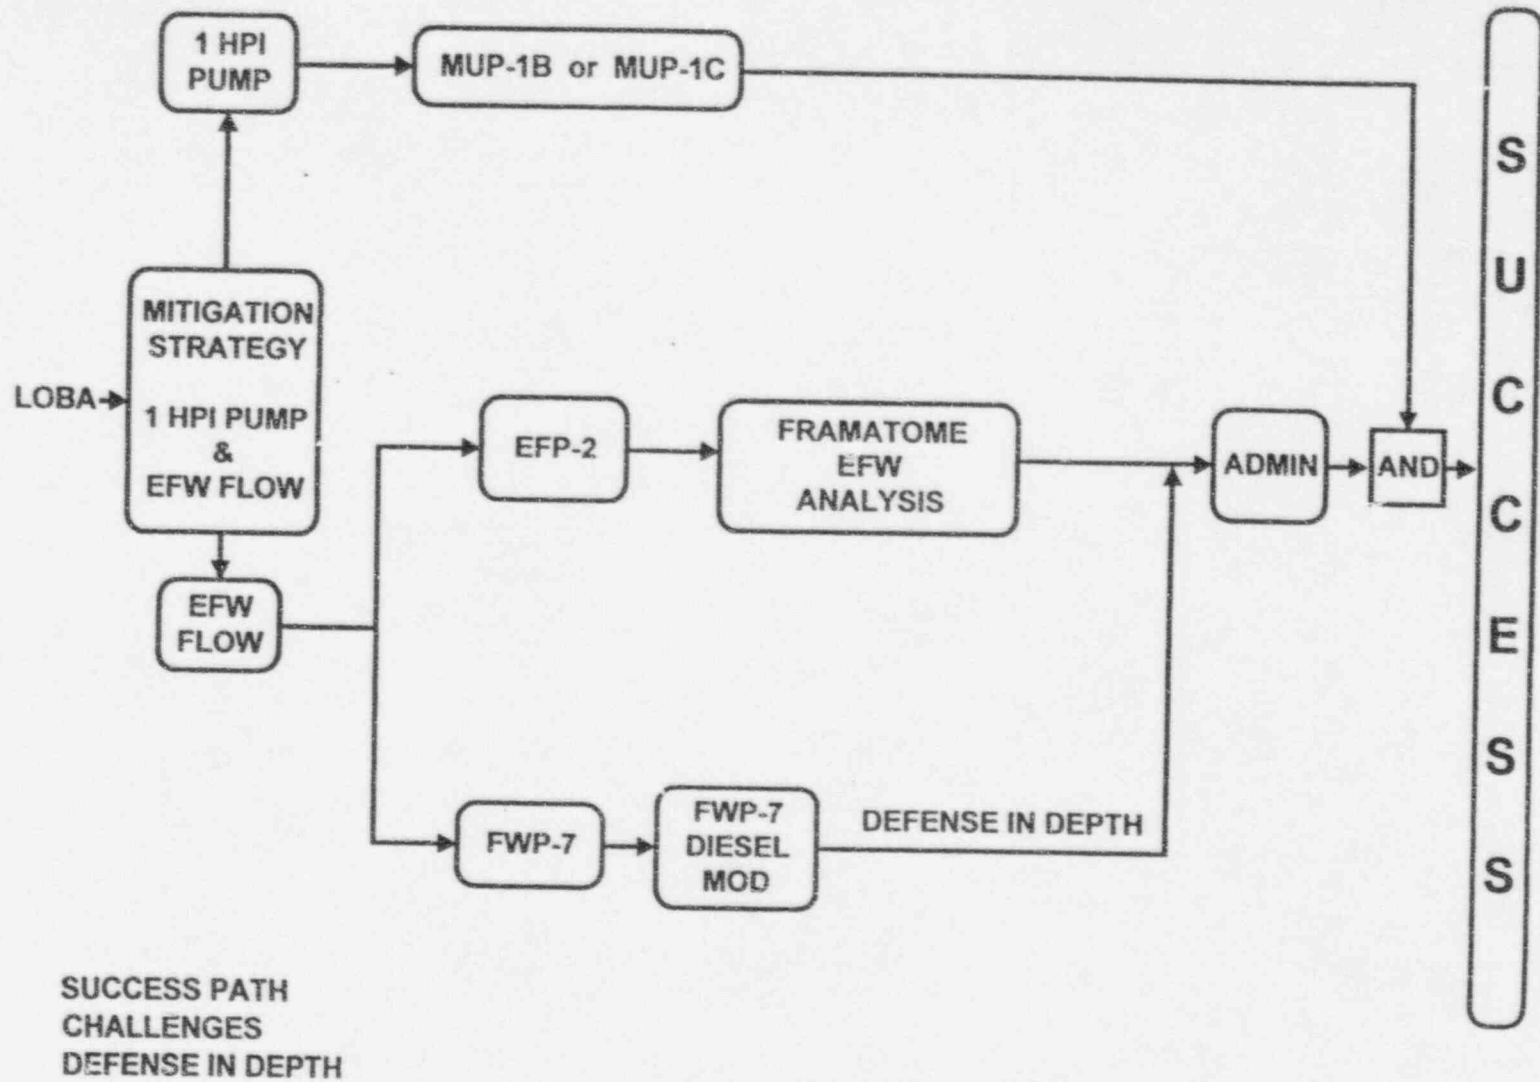 1 HPI
PUMP
MUP-1B or MUP-1C
MITIGATION
STRATEGY
1 HPI PUMP
&
EFW FLOW
LOBA
EFP-2
FRAMATOME
EFW
ANALYSIS
ADMIN
AND
EFW
FLOW
FWP-7
FWP-7
DIESEL
MOD
DEFENSE IN DEPTH
SUCCESS
SUCCESS PATH
CHALLENGES
DEFENSE IN DEPTH